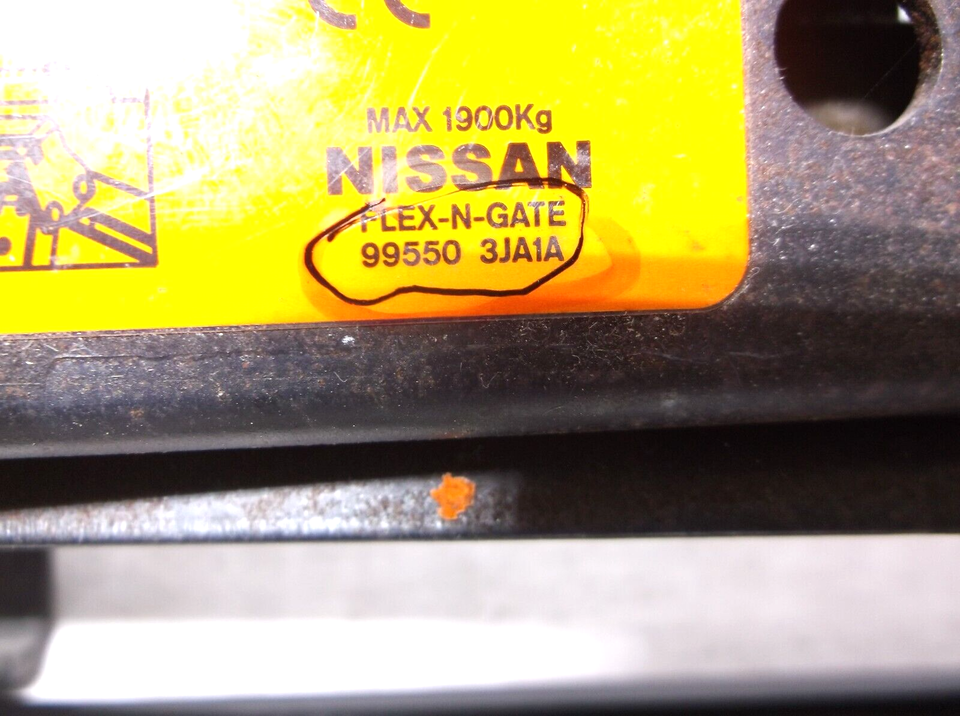 CE
MAX 1900Kg
NISSAN
FLEX-N-GATE
99550 3JA1A